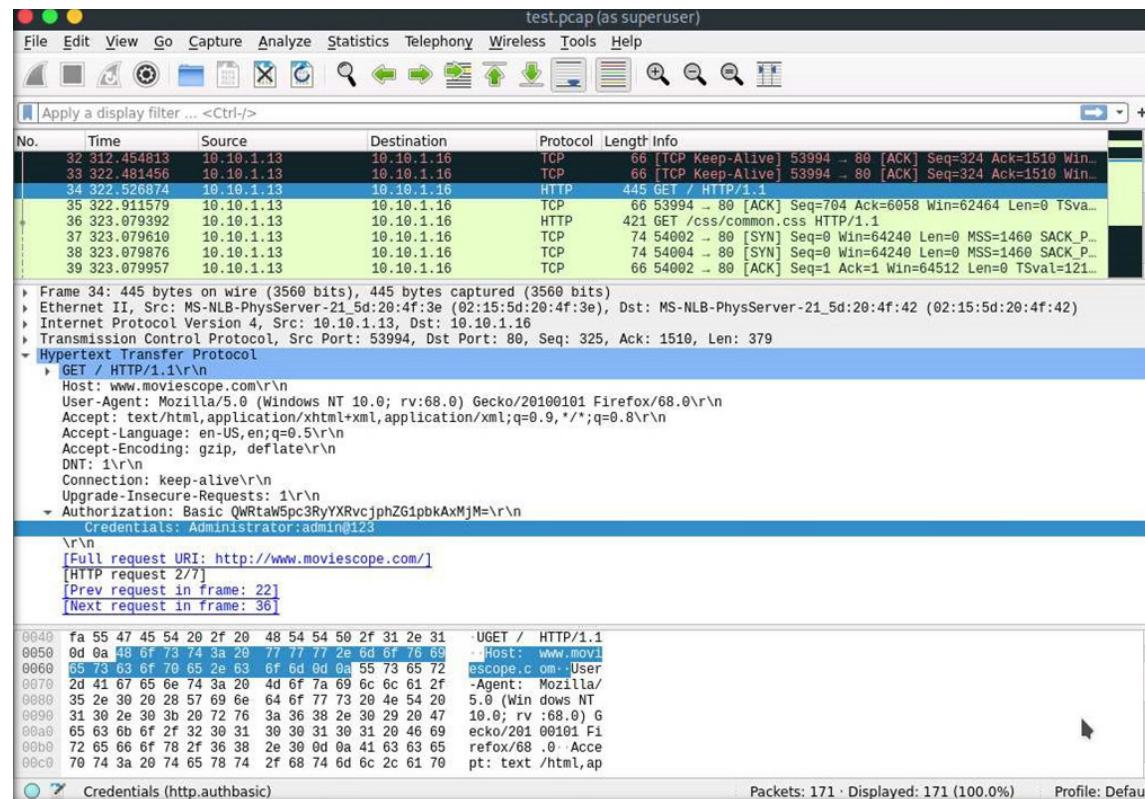 test.pcap (as superuser)
File Edit View Go Capture Analyze Statistics Telephony Wireless Tools Help
Apply a display filter ... <Ctrl-/>
No. Time Source Destination Protocol Length Info
32 312.454813 10.10.1.13 10.10.1.16 TCP 66 [TCP Keep-Alive] 53994 → 80 [ACK] Seq=324 Ack=1510 Win…
33 322.481456 10.10.1.13 10.10.1.16 TCP 66 [TCP Keep-Alive] 53994 → 80 [ACK] Seq=324 Ack=1510 Win…
34 322.526874 10.10.1.13 10.10.1.16 HTTP 445 GET / HTTP/1.1
35 322.911579 10.10.1.13 10.10.1.16 TCP 66 53994 → 80 [ACK] Seq=704 Ack=6058 Win=62464 Len=0 TSva…
36 323.079392 10.10.1.13 10.10.1.16 HTTP 421 GET /css/common.css HTTP/1.1
37 323.079610 10.10.1.13 10.10.1.16 TCP 74 54002 → 80 [SYN] Seq=0 Win=64240 Len=0 MSS=1460 SACK_P…
38 323.079876 10.10.1.13 10.10.1.16 TCP 74 54004 → 80 [SYN] Seq=0 Win=64240 Len=0 MSS=1460 SACK_P…
39 323.079957 10.10.1.13 10.10.1.16 TCP 66 54002 → 80 [ACK] Seq=1 Ack=1 Win=64512 Len=0 TSval=121…
Frame 34: 445 bytes on wire (3560 bits), 445 bytes captured (3560 bits)
Ethernet II, Src: MS-NLB-PhysServer-21_5d:20:4f:3e (02:15:5d:20:4f:3e), Dst: MS-NLB-PhysServer-21_5d:20:4f:42 (02:15:5d:20:4f:42)
Internet Protocol Version 4, Src: 10.10.1.13, Dst: 10.10.1.16
Transmission Control Protocol, Src Port: 53994, Dst Port: 80, Seq: 325, Ack: 1510, Len: 379
Hypertext Transfer Protocol
GET / HTTP/1.1\r\n
Host: www.moviescope.com\r\n
User-Agent: Mozilla/5.0 (Windows NT 10.0; rv:68.0) Gecko/20100101 Firefox/68.0\r\n
Accept: text/html,application/xhtml+xml,application/xml;q=0.9,*/*;q=0.8\r\n
Accept-Language: en-US,en;q=0.5\r\n
Accept-Encoding: gzip, deflate\r\n
DNT: 1\r\n
Connection: keep-alive\r\n
Upgrade-Insecure-Requests: 1\r\n
Authorization: Basic QWRtaW5pc3RyYXRvcjphZG1pbkAxMjM=\r\n
Credentials: Administrator:admin@123
\r\n
[Full request URI: http://www.moviescope.com/]
[HTTP request 2/7]
[Prev request in frame: 22]
[Next request in frame: 36]
0040 fa 55 47 45 54 20 2f 20 48 54 54 50 2f 31 2e 31 ·UGET / HTTP/1.1
0050 0d 0a 48 6f 73 74 3a 20 77 77 77 2e 6d 6f 76 69 ··Host: www.movi
0060 65 73 63 6f 70 65 2e 63 6f 6d 0d 0a 55 73 65 72 escope.c om··User
0070 2d 41 67 65 6e 74 3a 20 4d 6f 7a 69 6c 6c 61 2f -Agent: Mozilla/
0080 35 2e 30 20 28 57 69 6e 64 6f 77 73 20 4e 54 20 5.0 (Win dows NT
0090 31 30 2e 30 3b 20 72 76 3a 36 38 2e 30 29 20 47 10.0; rv :68.0) G
00a0 65 63 6b 6f 2f 32 30 31 30 30 31 30 31 20 46 69 ecko/201 00101 Fi
00b0 72 65 66 6f 78 2f 36 38 2e 30 0d 0a 41 63 63 65 refox/68 .0··Acce
00c0 70 74 3a 20 74 65 78 74 2f 68 74 6d 6c 2c 61 70 pt: text /html,ap
Credentials (http.authbasic) Packets: 171 · Displayed: 171 (100.0%) Profile: Defau